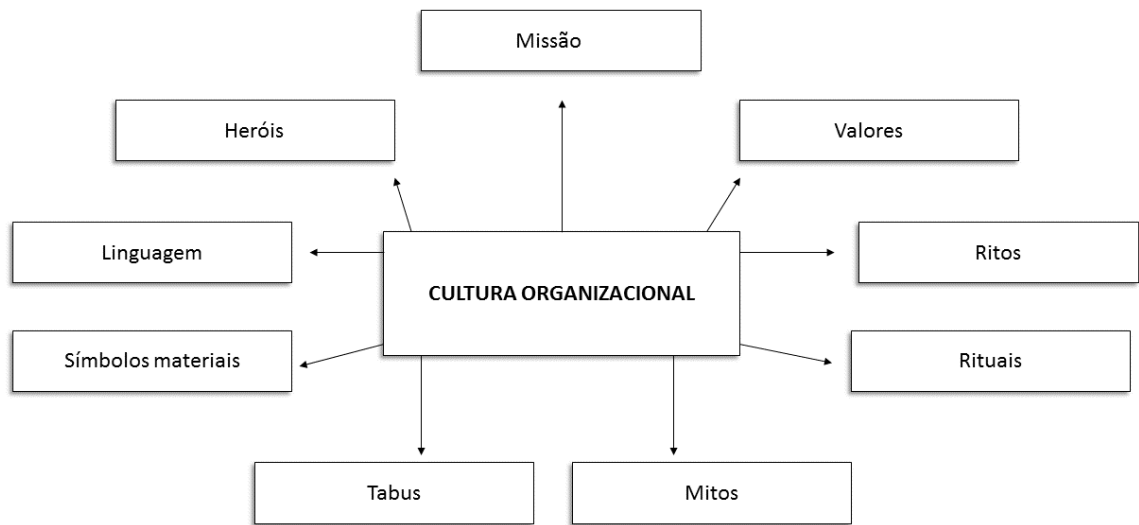 Missão
Heróis
Valores
Linguagem
CULTURA ORGANIZACIONAL
Ritos
Símbolos materiais
Rituais
Tabus
Mitos